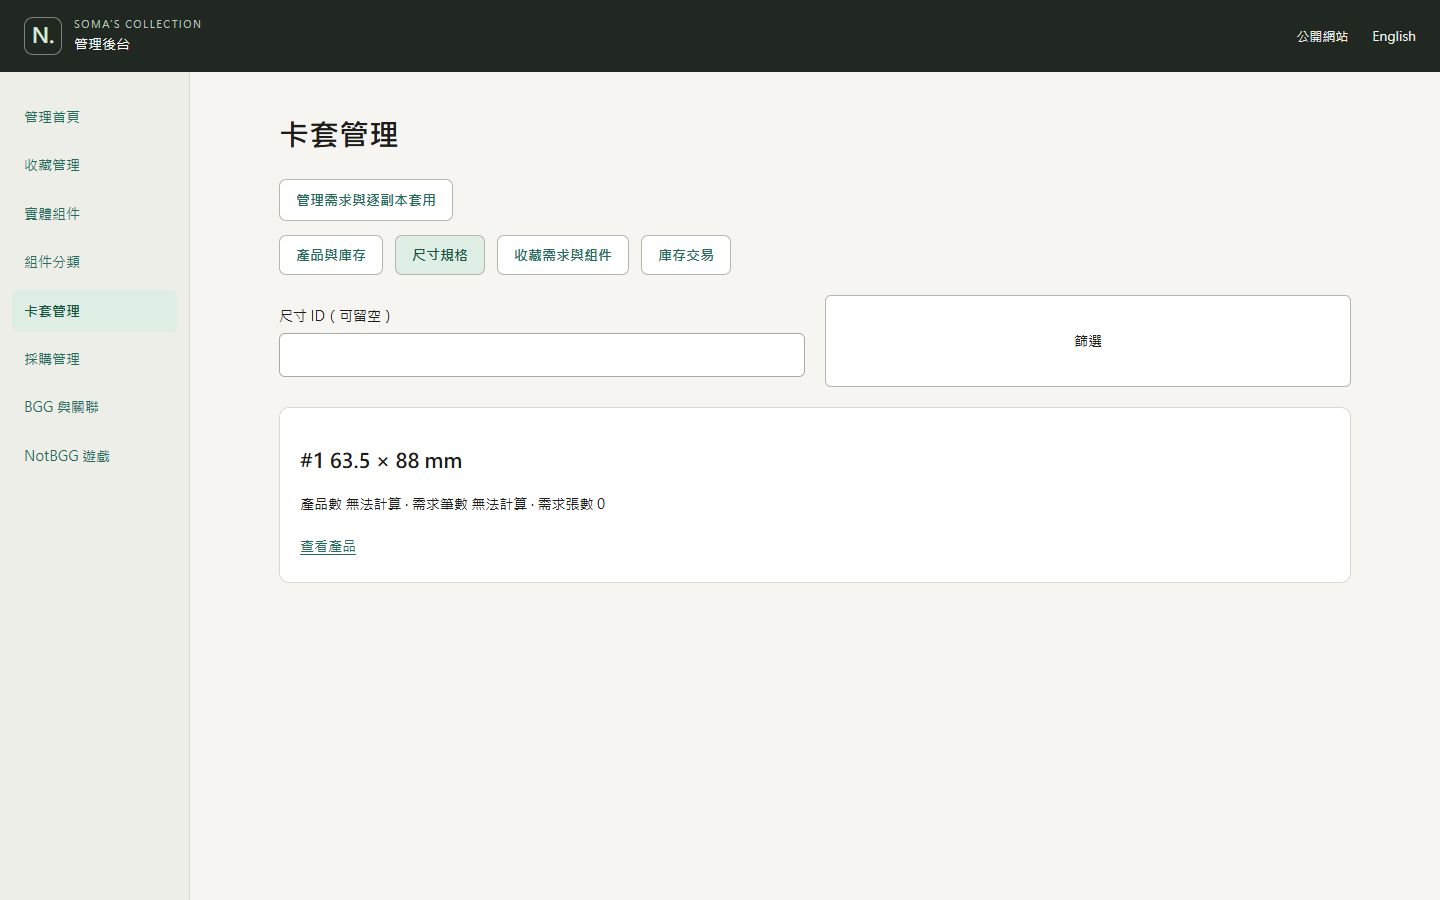 N.
SOMA'S COLLECTION
管理後台
公開網站
English
管理首頁
收藏管理
實體組件
組件分類
卡套管理
採購管理
BGG 與關聯
NotBGG 遊戲
卡套管理
管理需求與逐副本套用
產品與庫存
尺寸規格
收藏需求與組件
庫存交易
尺寸 ID（可留空）
篩選
#1 63.5 × 88 mm
產品數 無法計算 · 需求筆數 無法計算 · 需求張數 0
查看產品